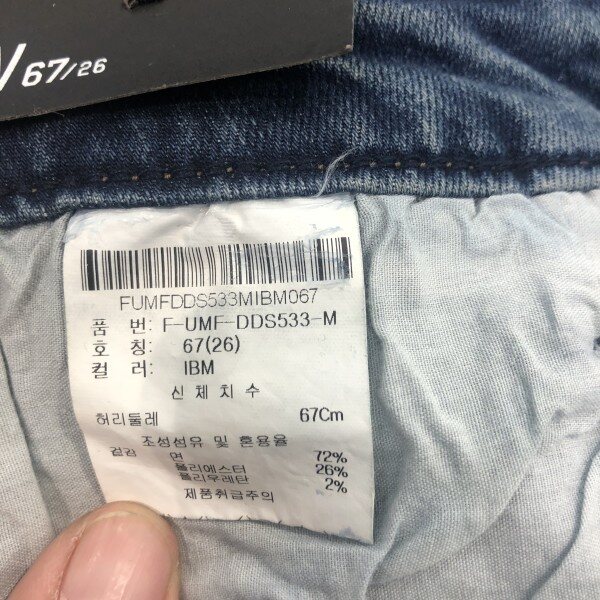 67/26
FUMFDDS533MIBM067
품 번: F-UMF-DDS533-M
호 칭: 67(26)
컬 러: IBM
신 체 치 수
허리둘레 67Cm
조성섬유 및 혼용율
겉감 면 72%
폴리에스터 26%
폴리우레탄 2%
제품취급주의